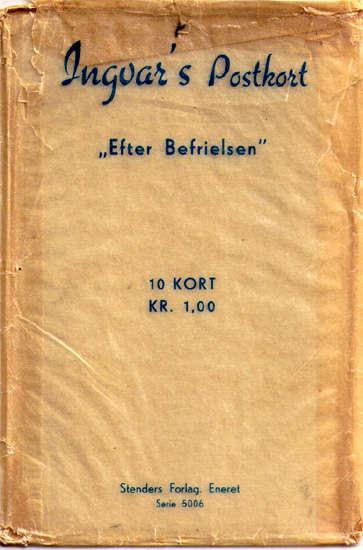 Ingvar's Postkort
„Efter Befrielsen”
10 KORT
KR. 1,00
Stenders Forlag. Eneret
Serie 5006